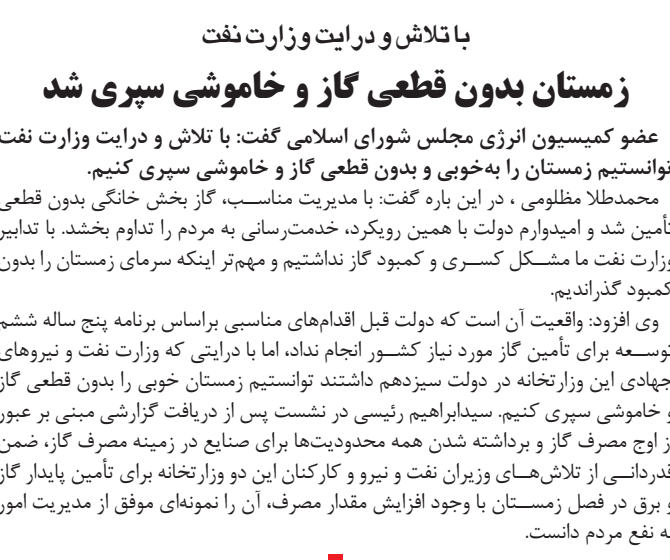 با تلاش و درایت وزارت نفت
زمستان بدون قطعی گاز و خاموشی سپری شد
عضو کمیسیون انرژی مجلس شورای اسلامی گفت: با تلاش و درایت وزارت نفت
توانستیم زمستان را به‌خوبی و بدون قطعی گاز و خاموشی سپری کنیم.
محمدطلا مظلومی ، در این باره گفت: با مدیریت مناسب، گاز بخش خانگی بدون قطعی
تأمین شد و امیدوارم دولت با همین رویکرد، خدمت‌رسانی به مردم را تداوم بخشد. با تدابیر
وزارت نفت ما مشکل کسری و کمبود گاز نداشتیم و مهم‌تر اینکه سرمای زمستان را بدون
کمبود گذراندیم.
وی افزود: واقعیت آن است که دولت قبل اقدام‌های مناسبی براساس برنامه پنج ساله ششم
توسعه برای تأمین گاز مورد نیاز کشور انجام نداد، اما با درایتی که وزارت نفت و نیروهای
جهادی این وزارتخانه در دولت سیزدهم داشتند توانستیم زمستان خوبی را بدون قطعی گاز
و خاموشی سپری کنیم. سیدابراهیم رئیسی در نشست پس از دریافت گزارشی مبنی بر عبور
از اوج مصرف گاز و برداشته شدن همه محدودیت‌ها برای صنایع در زمینه مصرف گاز، ضمن
قدردانی از تلاش‌های وزیران نفت و نیرو و کارکنان این دو وزارتخانه برای تأمین پایدار گاز
و برق در فصل زمستان با وجود افزایش مقدار مصرف، آن را نمونه‌ای موفق از مدیریت امور
به نفع مردم دانست.